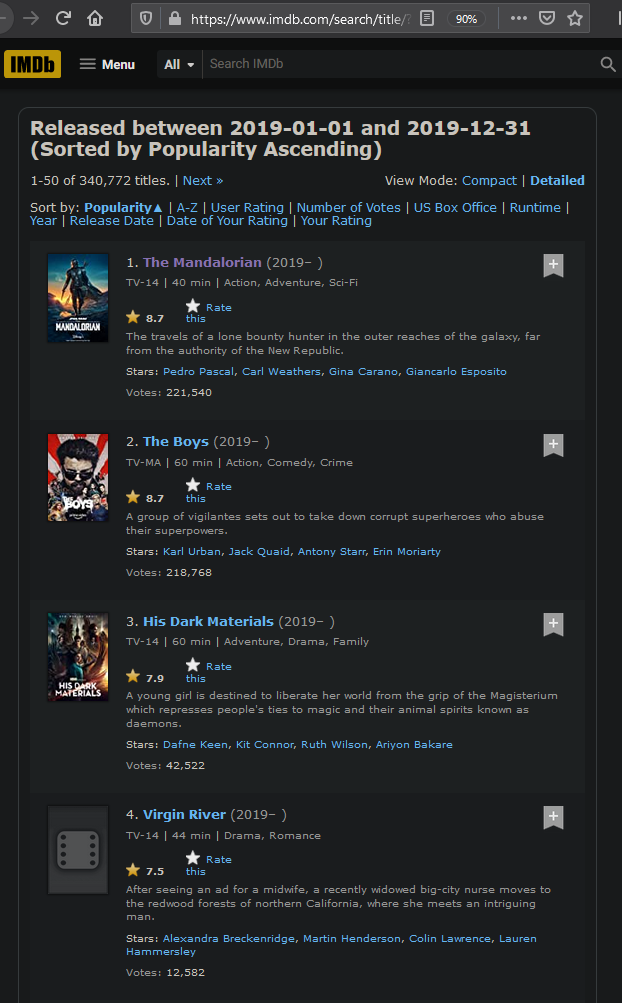 https://www.imdb.com/search/title/?
90%
IMDb
Menu
All
Search IMDb
Released between 2019-01-01 and 2019-12-31
(Sorted by Popularity Ascending)
1-50 of 340,772 titles. | Next »
View Mode: Compact | Detailed
Sort by: Popularity▲ | A-Z | User Rating | Number of Votes | US Box Office | Runtime |
Year | Release Date | Date of Your Rating | Your Rating
1. The Mandalorian (2019– )
TV-14 | 40 min | Action, Adventure, Sci-Fi
8.7
Rate
this
The travels of a lone bounty hunter in the outer reaches of the galaxy, far
from the authority of the New Republic.
Stars: Pedro Pascal, Carl Weathers, Gina Carano, Giancarlo Esposito
Votes: 221,540
MANDALORIAN
2. The Boys (2019– )
TV-MA | 60 min | Action, Comedy, Crime
8.7
Rate
this
A group of vigilantes sets out to take down corrupt superheroes who abuse
their superpowers.
Stars: Karl Urban, Jack Quaid, Antony Starr, Erin Moriarty
Votes: 218,768
THE BOYS
3. His Dark Materials (2019– )
TV-14 | 60 min | Adventure, Drama, Family
7.9
Rate
this
A young girl is destined to liberate her world from the grip of the Magisterium
which represses people's ties to magic and their animal spirits known as
daemons.
Stars: Dafne Keen, Kit Connor, Ruth Wilson, Ariyon Bakare
Votes: 42,522
HIS DARK
MATERIALS
4. Virgin River (2019– )
TV-14 | 44 min | Drama, Romance
7.5
Rate
this
After seeing an ad for a midwife, a recently widowed big-city nurse moves to
the redwood forests of northern California, where she meets an intriguing
man.
Stars: Alexandra Breckenridge, Martin Henderson, Colin Lawrence, Lauren
Hammersley
Votes: 12,582